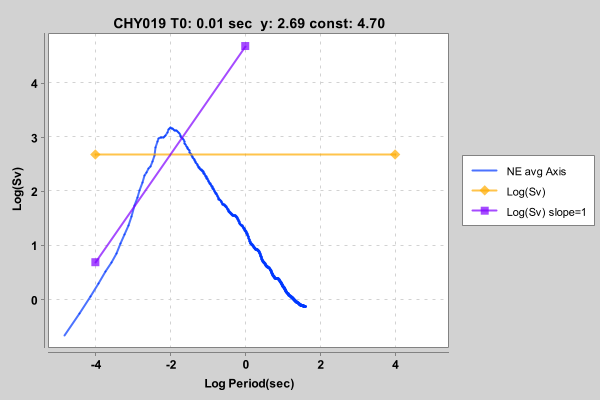 CHY019 T0: 0.01 sec  y: 2.69 const: 4.70
4
3
2
1
0
Log(Sv)
-4 -2 0 2 4
Log Period(sec)
NE avg Axis
Log(Sv)
Log(Sv) slope=1